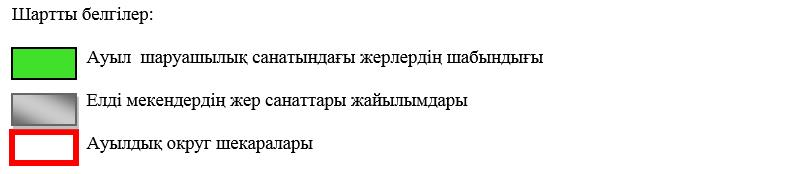 Шартты белгілер:
Ауыл шаруашылық санатындағы жерлердің шабындығы
Елді мекендердің жер санаттары жайылымдары
Ауылдық округ шекаралары